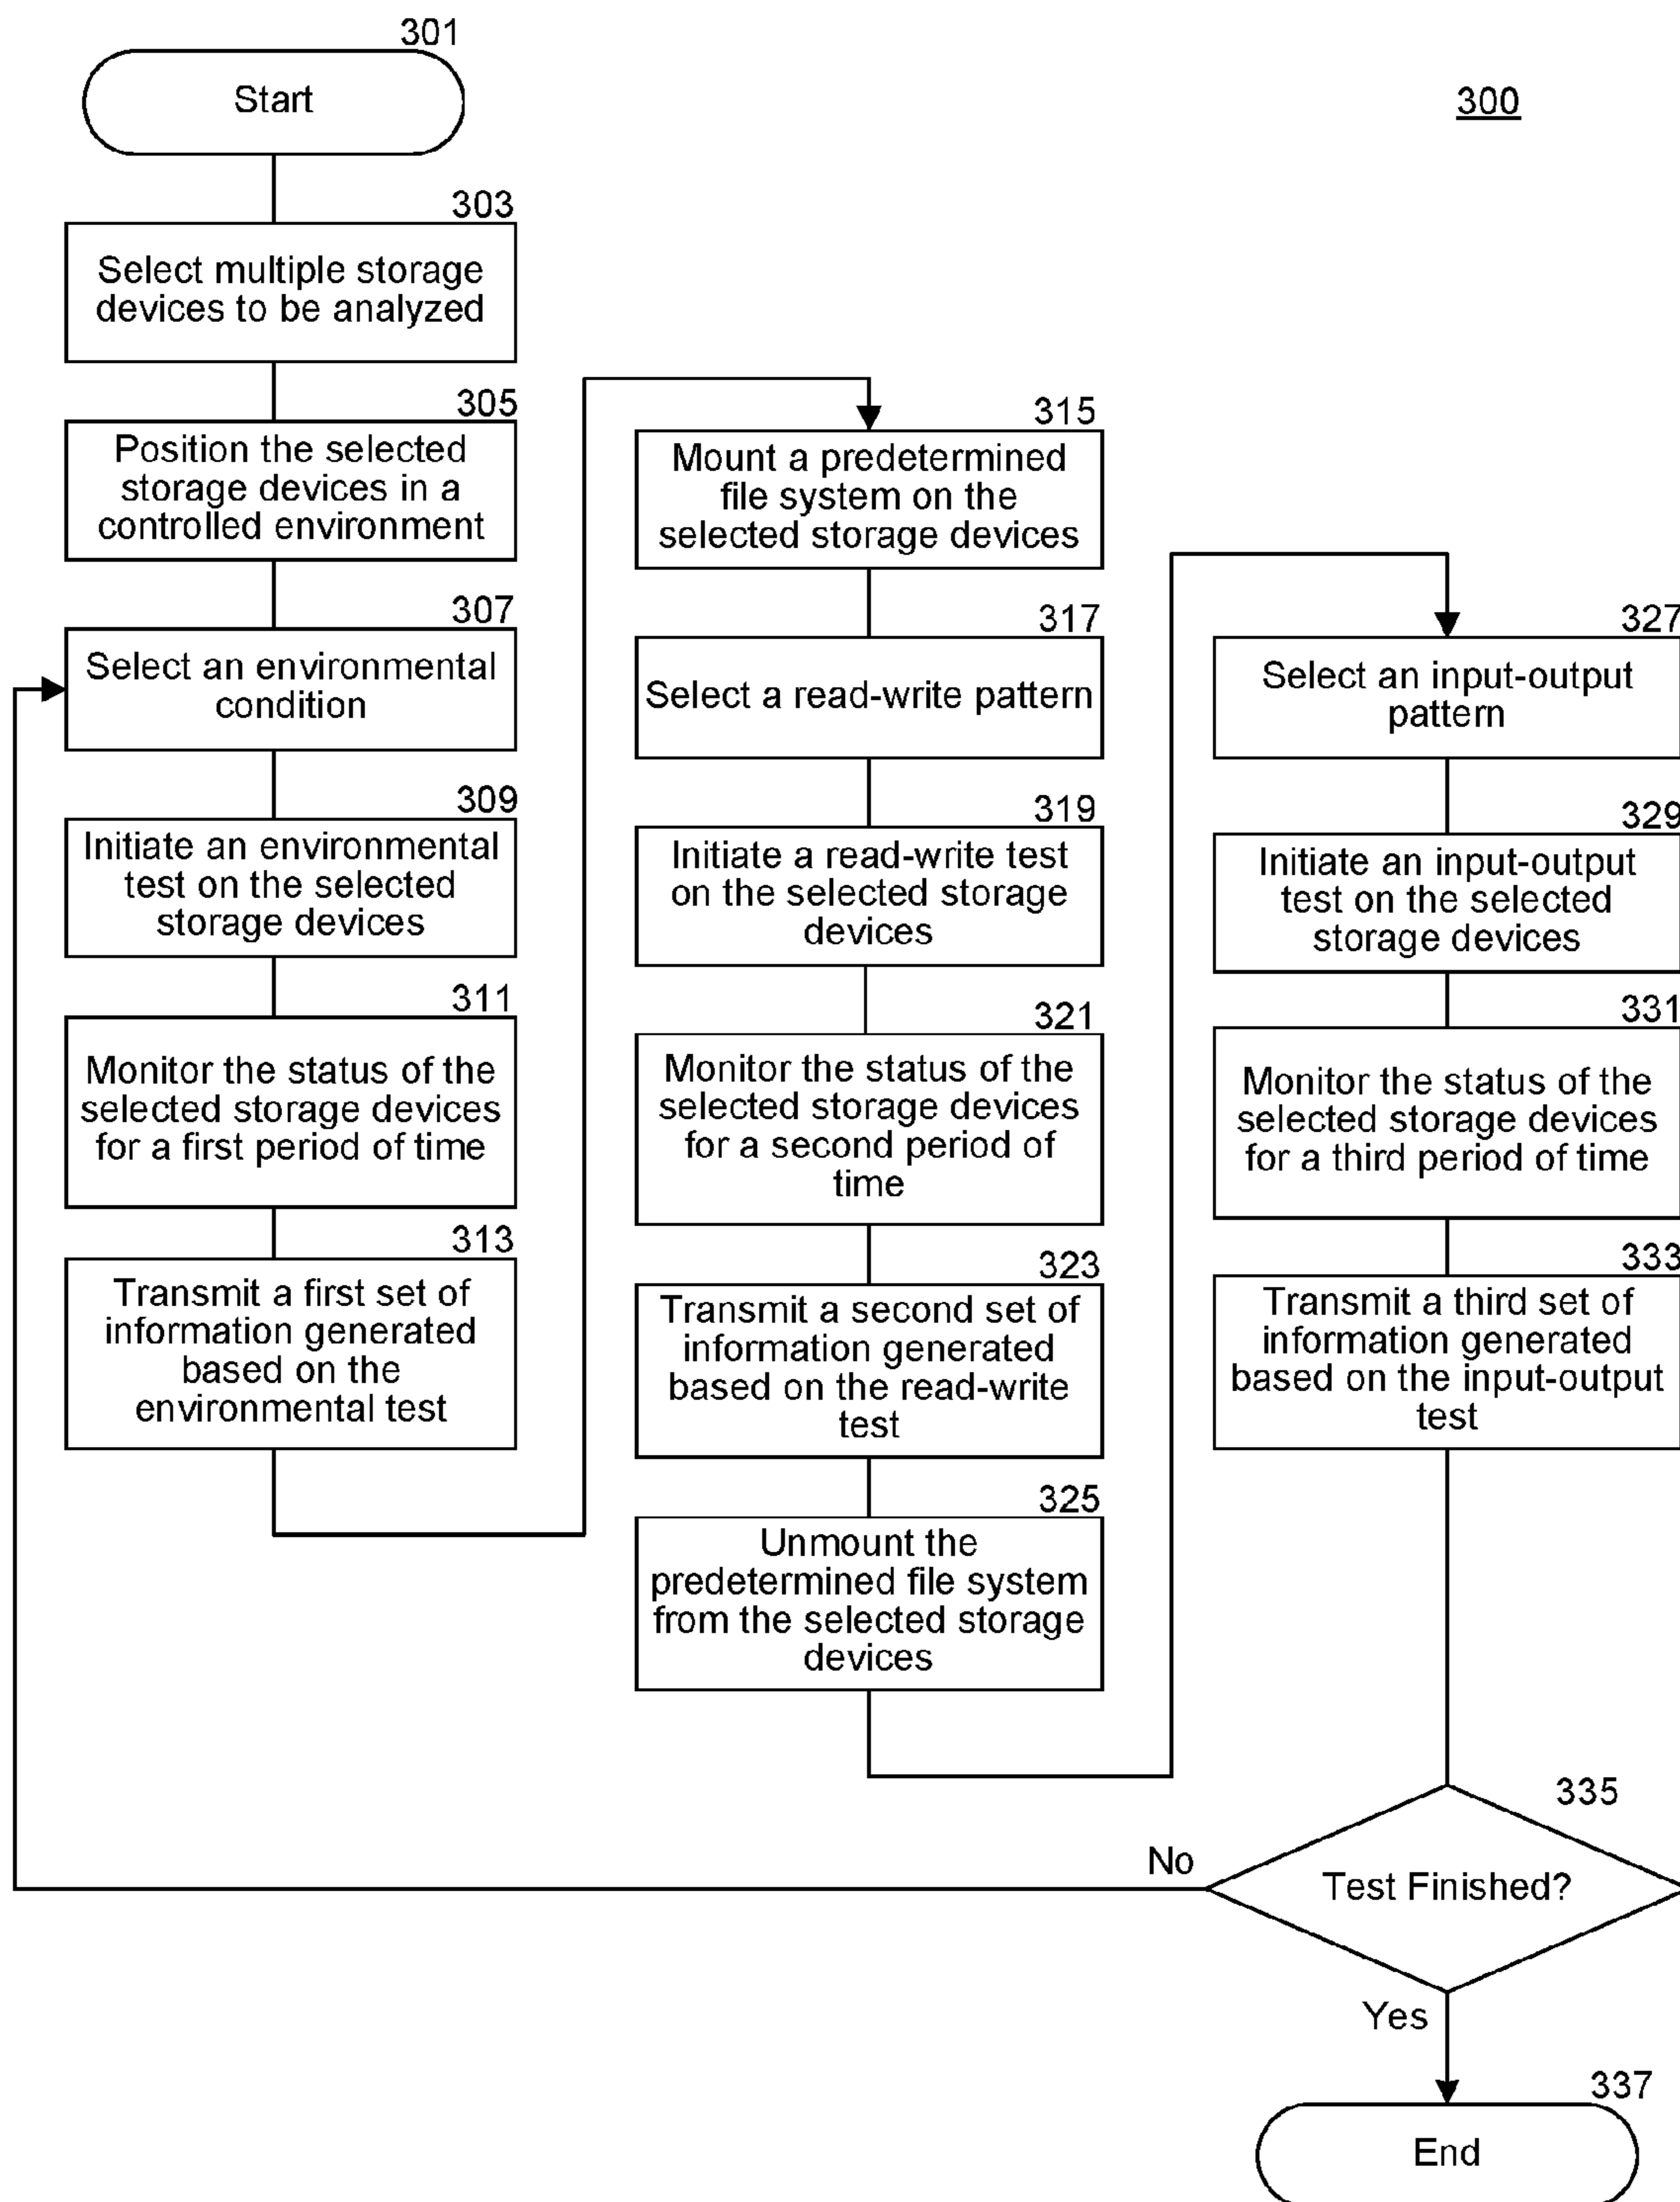 300
301
Start
303
Select multiple storage
devices to be analyzed
305
Position the selected
storage devices in a
controlled environment
307
Select an environmental
condition
309
Initiate an environmental
test on the selected
storage devices
311
Monitor the status of the
selected storage devices
for a first period of time
313
Transmit a first set of
information generated
based on the
environmental test
315
Mount a predetermined
file system on the
selected storage devices
317
Select a read-write pattern
319
Initiate a read-write test
on the selected storage
devices
321
Monitor the status of the
selected storage devices
for a second period of
time
323
Transmit a second set of
information generated
based on the read-write
test
325
Unmount the
predetermined file system
from the selected storage
devices
327
Select an input-output
pattern
329
Initiate an input-output
test on the selected
storage devices
331
Monitor the status of the
selected storage devices
for a third period of time
333
Transmit a third set of
information generated
based on the input-output
test
335
Test Finished?
No
Yes
337
End